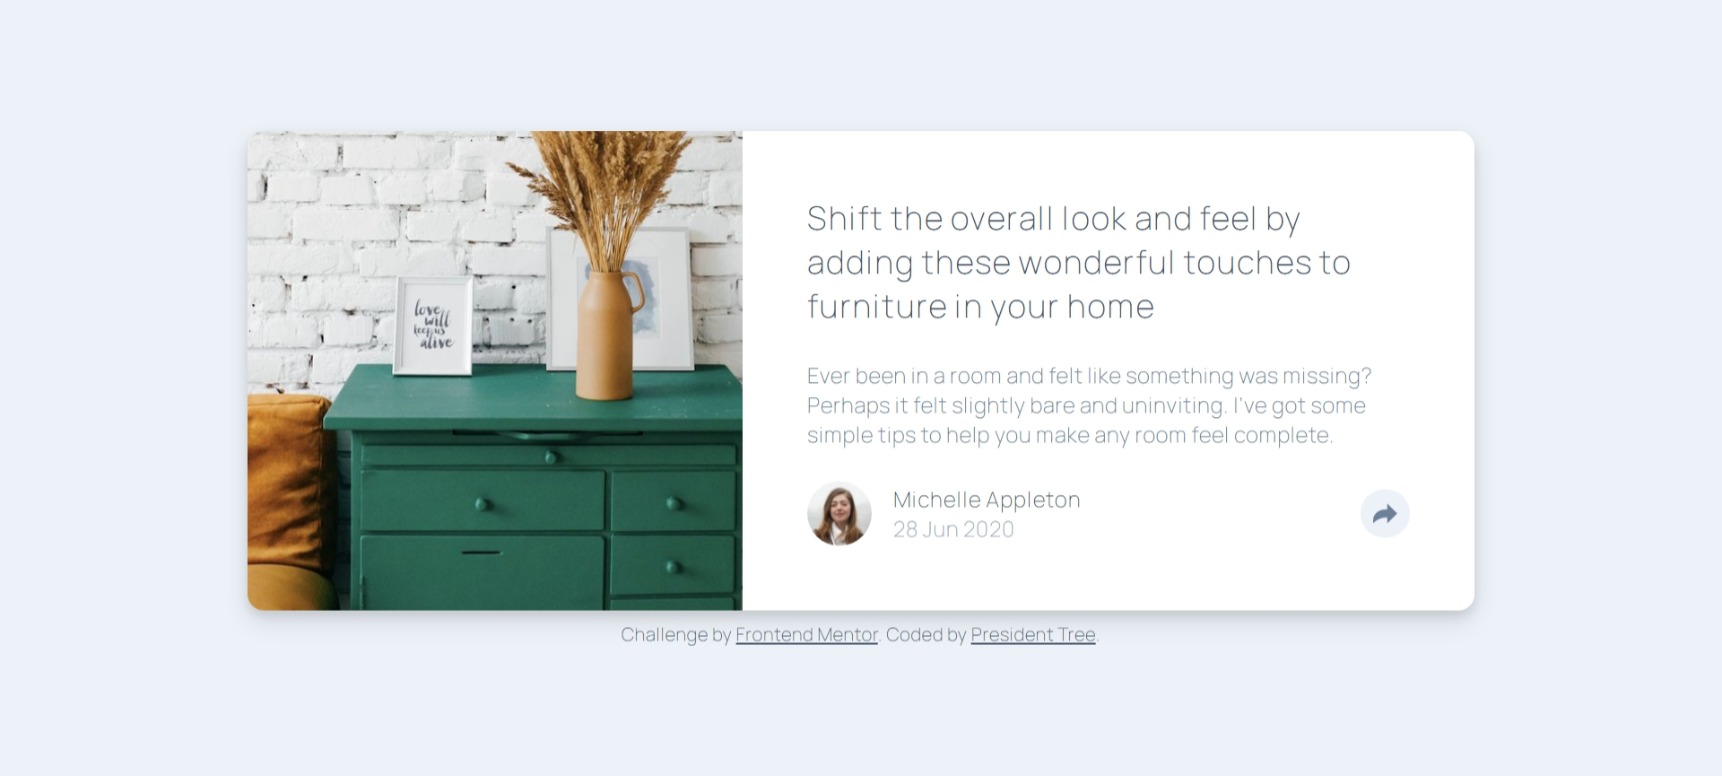 love
will
keep us
alive
Shift the overall look and feel by
adding these wonderful touches to
furniture in your home
Ever been in a room and felt like something was missing?
Perhaps it felt slightly bare and uninviting. I've got some
simple tips to help you make any room feel complete.
Michelle Appleton
28 Jun 2020
Challenge by Frontend Mentor. Coded by President Tree.